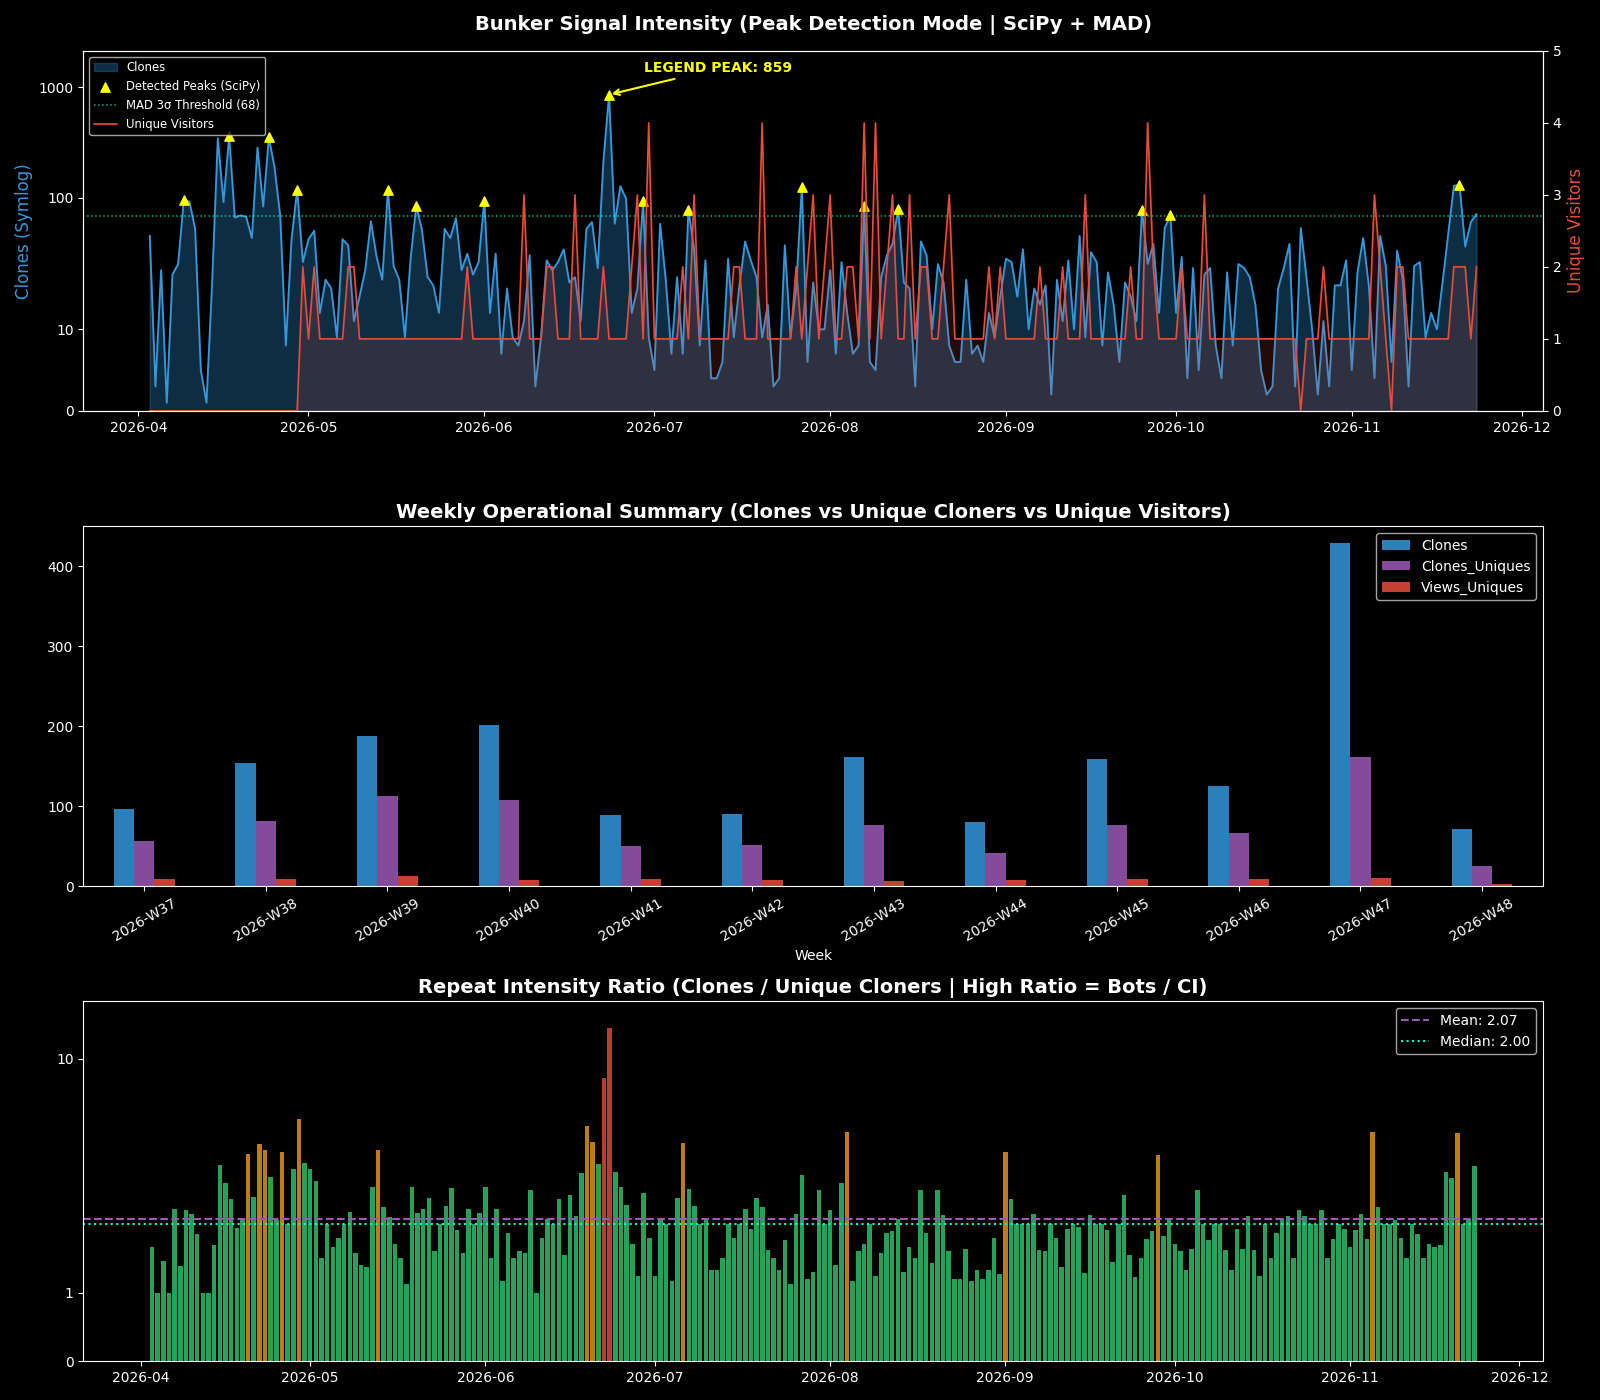 Bunker Signal Intensity (Peak Detection Mode | SciPy + MAD)
Clones
Detected Peaks (SciPy)
MAD 3σ Threshold (68)
Unique Visitors
LEGEND PEAK: 859
Clones (Symlog)
1000
100
10
0
Unique Visitors
5
4
3
2
1
0
2026-04 2026-05 2026-06 2026-07 2026-08 2026-09 2026-10 2026-11 2026-12
Weekly Operational Summary (Clones vs Unique Cloners vs Unique Visitors)
Clones
Clones_Uniques
Views_Uniques
400
300
200
100
0
2026-W37 2026-W38 2026-W39 2026-W40 2026-W41 2026-W42 2026-W43 2026-W44 2026-W45 2026-W46 2026-W47 2026-W48
Week
Repeat Intensity Ratio (Clones / Unique Cloners | High Ratio = Bots / CI)
Mean: 2.07
Median: 2.00
10
1
0
2026-04 2026-05 2026-06 2026-07 2026-08 2026-09 2026-10 2026-11 2026-12